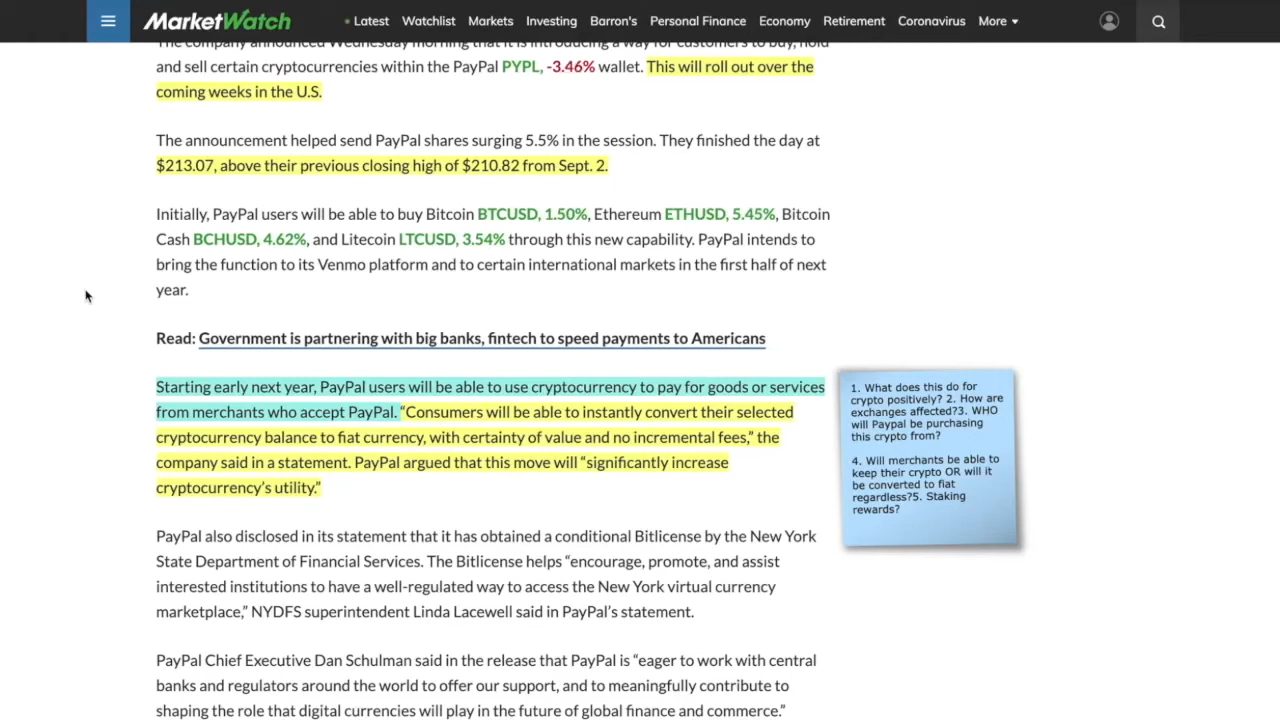 MarketWatch
Latest Watchlist Markets Investing Barron's Personal Finance Economy Retirement Coronavirus More
The company announced Wednesday morning that it is introducing a way for customers to buy, hold
and sell certain cryptocurrencies within the PayPal PYPL, -3.46% wallet. This will roll out over the
coming weeks in the U.S.
The announcement helped send PayPal shares surging 5.5% in the session. They finished the day at
$213.07, above their previous closing high of $210.82 from Sept. 2.
Initially, PayPal users will be able to buy Bitcoin BTCUSD, 1.50%, Ethereum ETHUSD, 5.45%, Bitcoin
Cash BCHUSD, 4.62%, and Litecoin LTCUSD, 3.54% through this new capability. PayPal intends to
bring the function to its Venmo platform and to certain international markets in the first half of next
year.
Read: Government is partnering with big banks, fintech to speed payments to Americans
Starting early next year, PayPal users will be able to use cryptocurrency to pay for goods or services
from merchants who accept PayPal. “Consumers will be able to instantly convert their selected
cryptocurrency balance to fiat currency, with certainty of value and no incremental fees,” the
company said in a statement. PayPal argued that this move will “significantly increase
cryptocurrency’s utility.”
1. What does this do for
crypto positively? 2. How are
exchanges affected?3. WHO
will Paypal be purchasing
this crypto from?
4. Will merchants be able to
keep their crypto OR will it
be converted to fiat
regardless?5. Staking
rewards?
PayPal also disclosed in its statement that it has obtained a conditional Bitlicense by the New York
State Department of Financial Services. The Bitlicense helps “encourage, promote, and assist
interested institutions to have a well-regulated way to access the New York virtual currency
marketplace,” NYDFS superintendent Linda Lacewell said in PayPal’s statement.
PayPal Chief Executive Dan Schulman said in the release that PayPal is “eager to work with central
banks and regulators around the world to offer our support, and to meaningfully contribute to
shaping the role that digital currencies will play in the future of global finance and commerce.”